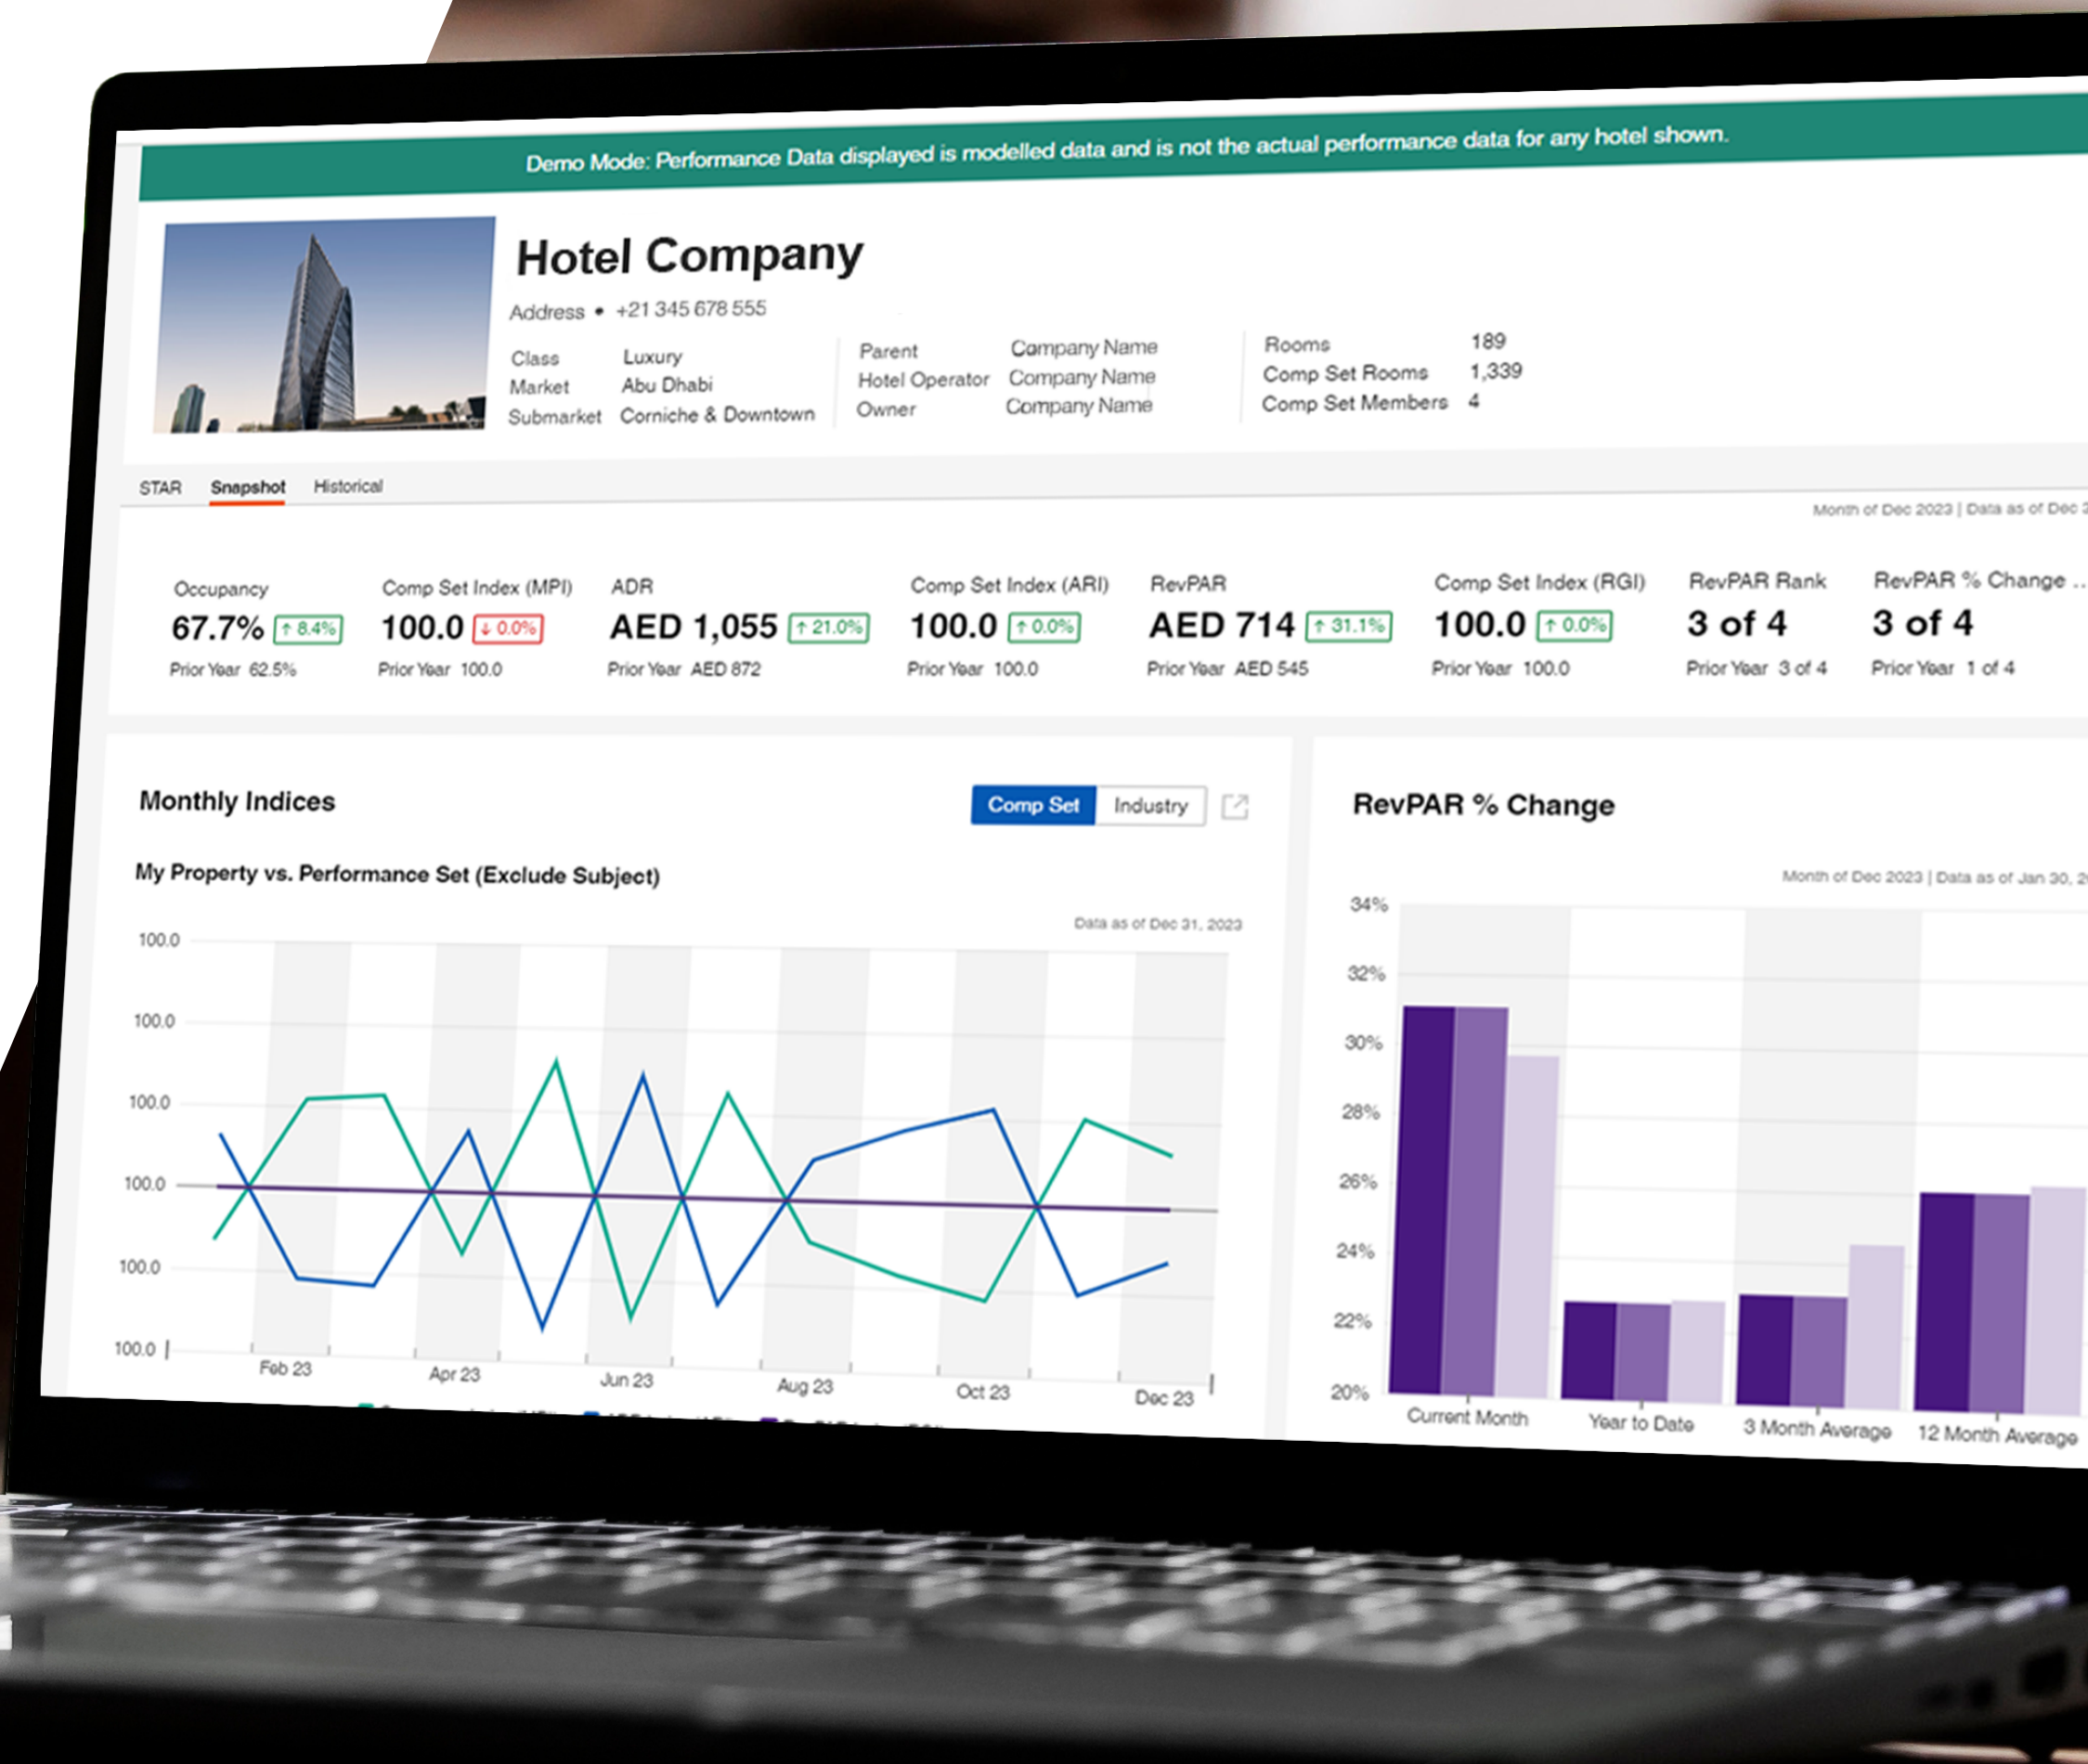 Demo Mode: Performance Data displayed is modelled data and is not the actual performance data for any hotel shown.
Hotel Company
Address • +21 345 678 555
Class Luxury
Market Abu Dhabi
Submarket Corniche & Downtown
Parent Company Name
Hotel Operator Company Name
Owner Company Name
Rooms 189
Comp Set Rooms 1,339
Comp Set Members 4
STAR Snapshot Historical
Month of Dec 2023 | Data as of Dec
Occupancy
67.7% ↑ 8.4%
Prior Year 62.5%
Comp Set Index (MPI)
100.0 ↓ 0.0%
Prior Year 100.0
ADR
AED 1,055 ↑ 21.0%
Prior Year AED 872
Comp Set Index (ARI)
100.0 ↑ 0.0%
Prior Year 100.0
RevPAR
AED 714 ↑ 31.1%
Prior Year AED 545
Comp Set Index (RGI)
100.0 ↑ 0.0%
Prior Year 100.0
RevPAR Rank
3 of 4
Prior Year 3 of 4
RevPAR % Change ...
3 of 4
Prior Year 1 of 4
Monthly Indices
Comp Set Industry
My Property vs. Performance Set (Exclude Subject)
Data as of Dec 31, 2023
100.0
100.0
100.0
100.0
100.0
100.0
Feb 23 Apr 23 Jun 23 Aug 23 Oct 23 Dec 23
RevPAR % Change
Month of Dec 2023 | Data as of Jan 30,
34%
32%
30%
28%
26%
24%
22%
20%
Current Month Year to Date 3 Month Average 12 Month Average